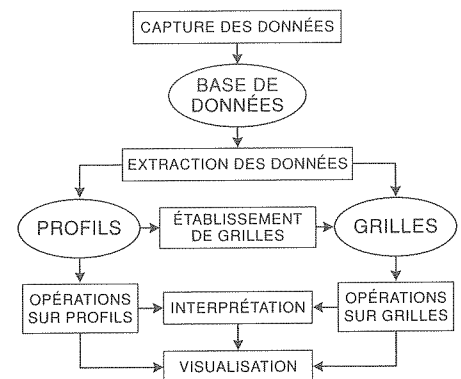 CAPTURE DES DONNÉES
BASE DE
DONNÉES
EXTRACTION DES DONNÉES
PROFILS
ÉTABLISSEMENT
DE GRILLES
GRILLES
OPÉRATIONS
SUR PROFILS
INTERPRÉTATION
OPÉRATIONS
SUR GRILLES
VISUALISATION